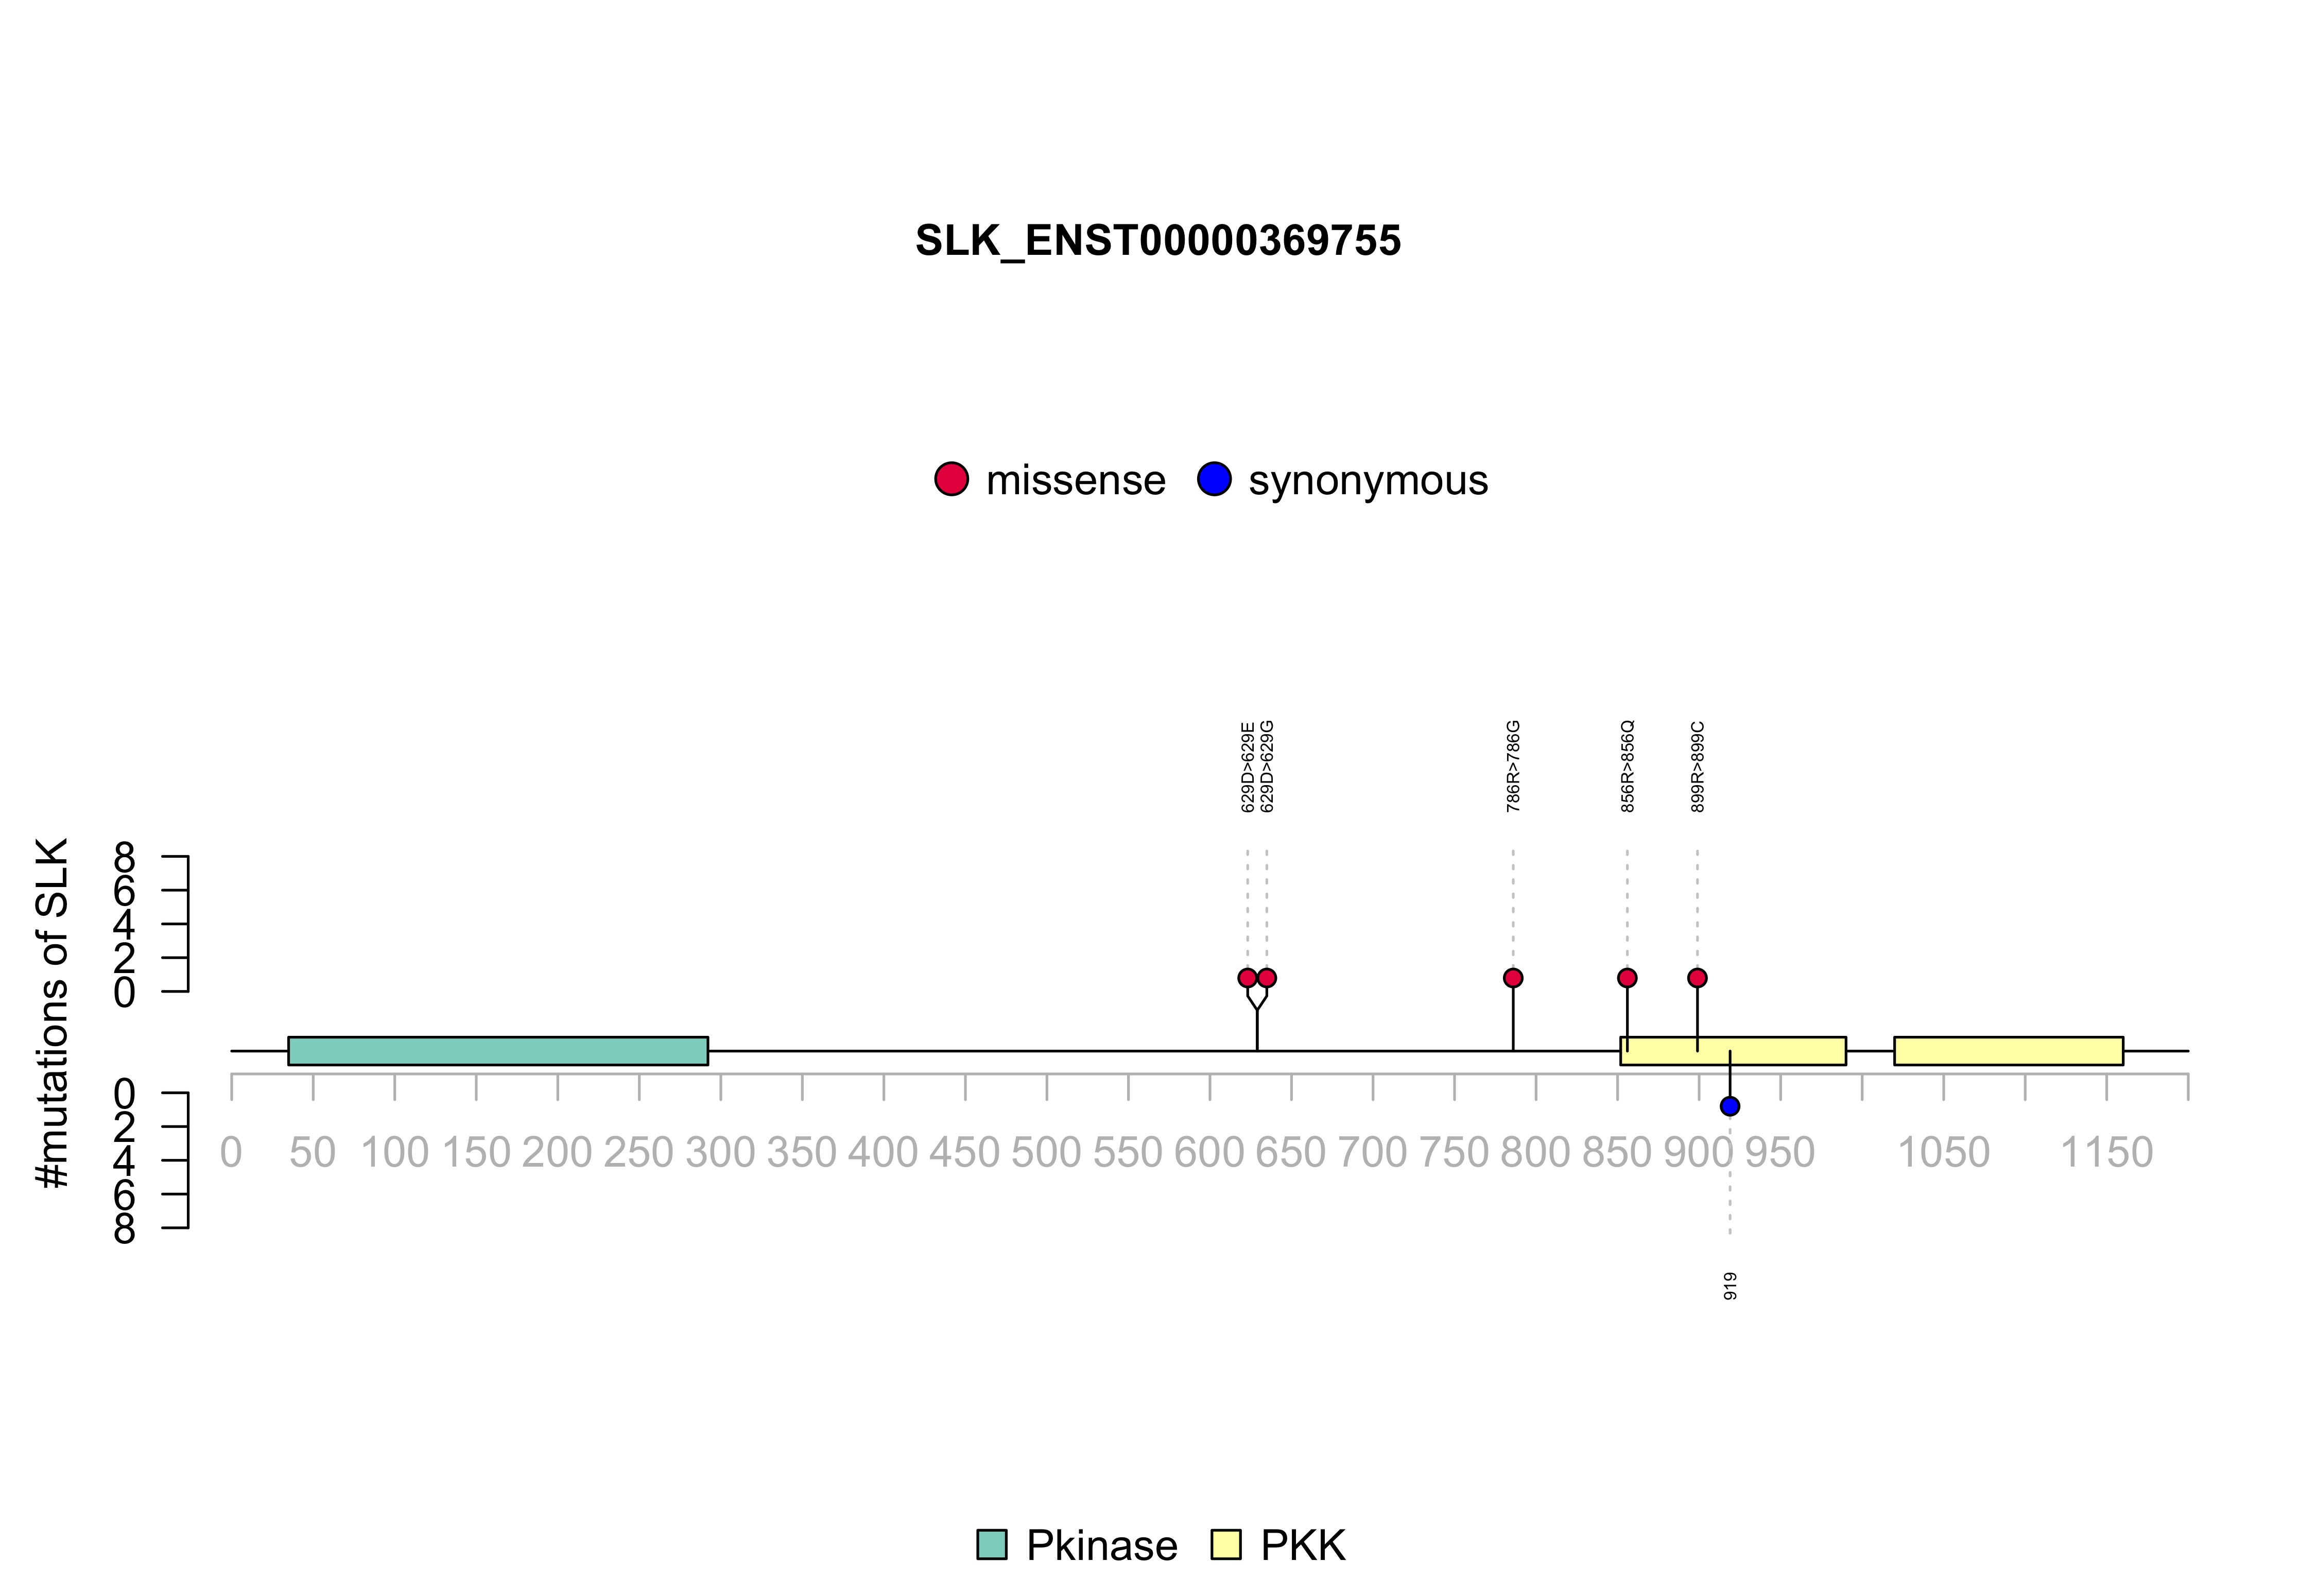 SLK_ENST00000369755
missense synonymous
629D>629E
629D>629G
786R>786G
856R>856Q
899R>899C
#mutations of SLK
8
6
4
2
0
0
2
4
6
8
0 50 100 150 200 250 300 350 400 450 500 550 600 650 700 750 800 850 900 950 1050 1150
919
Pkinase PKK